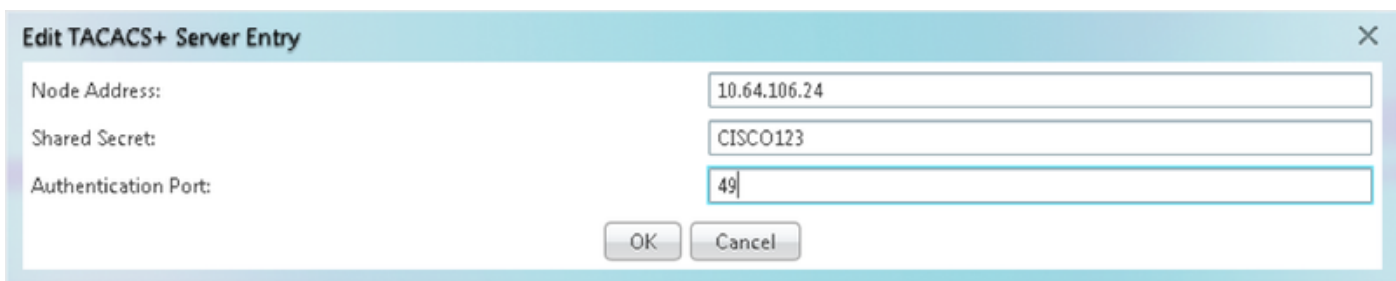 Edit TACACS+ Server Entry
Node Address: 10.64.106.24
Shared Secret: CISCO123
Authentication Port: 49
OK Cancel